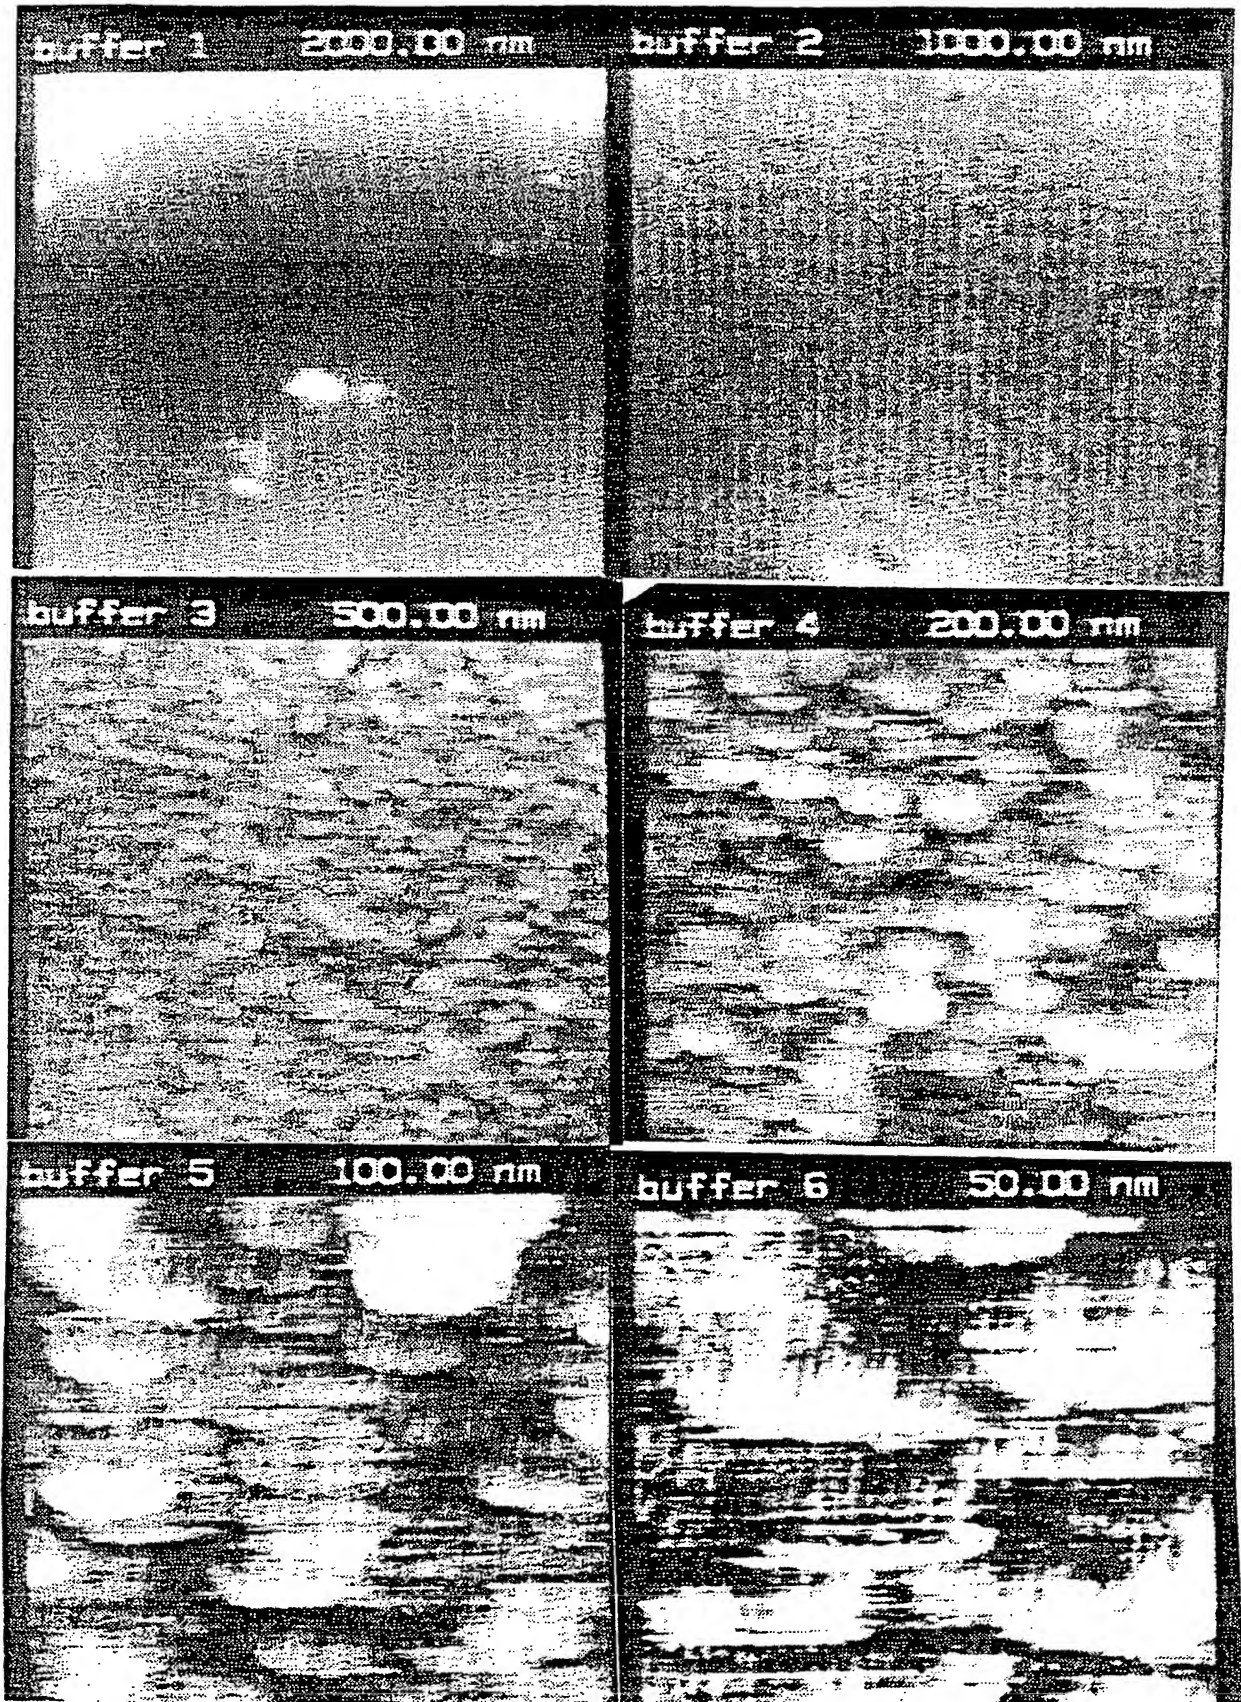 buffer 1 2000.00 nm
buffer 2 1000.00 nm
buffer 3 500.00 nm
buffer 4 200.00 nm
buffer 5 100.00 nm
buffer 6 50.00 nm